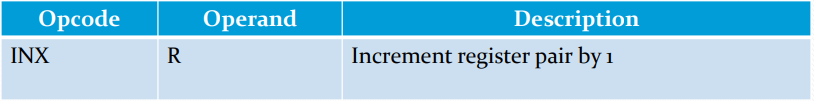 Opcode Operand Description
INX R Increment register pair by 1